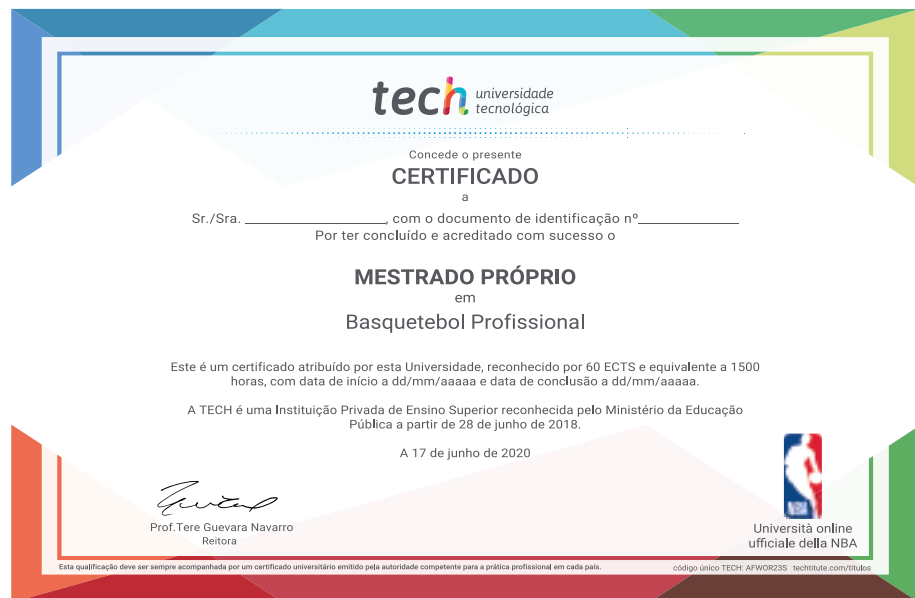 tech universidade
tecnológica
Concede o presente
CERTIFICADO
a
Sr./Sra. ____________________, com o documento de identificação nº______________
Por ter concluído e acreditado com sucesso o
MESTRADO PRÓPRIO
em
Basquetebol Profissional
Este é um certificado atribuído por esta Universidade, reconhecido por 60 ECTS e equivalente a 1500
horas, com data de início a dd/mm/aaaaa e data de conclusão a dd/mm/aaaaa.
A TECH é uma Instituição Privada de Ensino Superior reconhecida pelo Ministério da Educação
Pública a partir de 28 de junho de 2018.
A 17 de junho de 2020
Prof.Tere Guevara Navarro
Reitora
NBA
Università online
ufficiale della NBA
Esta qualificação deve ser sempre acompanhada por um certificado universitário emitido pela autoridade competente para a prática profissional em cada país.
código único TECH: AFWOR23S techtitute.com/titulos